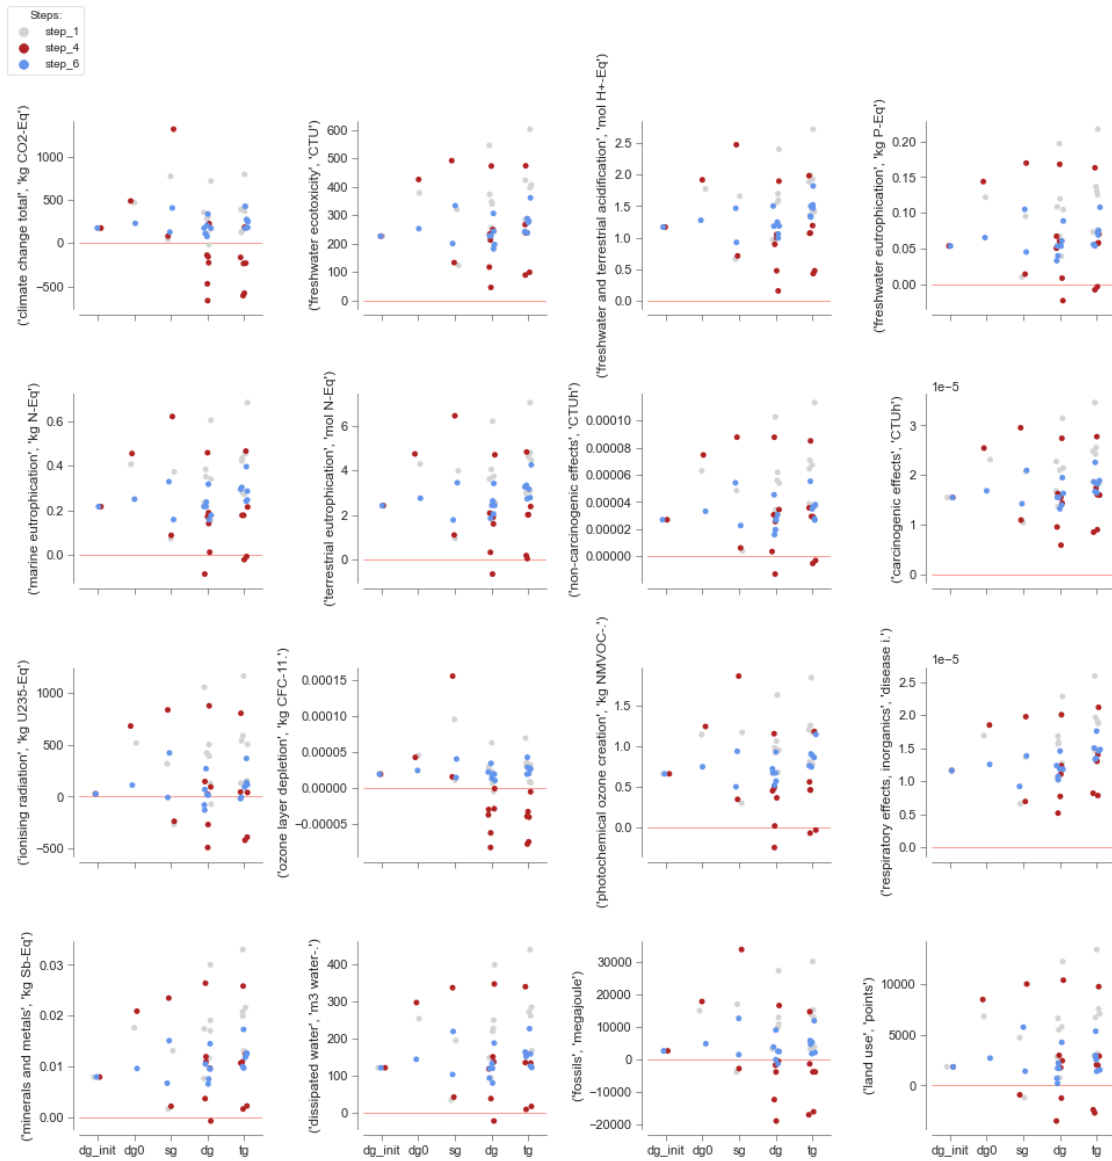 Steps:
step_1
step_4
step_6
('climate change total', 'kg CO2-Eq')
1000
500
0
−500
('freshwater ecotoxicity', 'CTU')
600
500
400
300
200
100
0
('freshwater and terrestrial acidification', 'mol H+-Eq')
2.5
2.0
1.5
1.0
0.5
0.0
('freshwater eutrophication', 'kg P-Eq')
0.20
0.15
0.10
0.05
0.00
('marine eutrophication', 'kg N-Eq')
0.6
0.4
0.2
0.0
('terrestrial eutrophication', 'mol N-Eq')
6
4
2
0
('non-carcinogenic effects', 'CTUh')
0.00010
0.00008
0.00006
0.00004
0.00002
0.00000
('carcinogenic effects', 'CTUh')
1e-5
3
2
1
0
('ionising radiation', 'kg U235-Eq')
1000
500
0
−500
('ozone layer depletion', 'kg CFC-11.')
0.00015
0.00010
0.00005
0.00000
−0.00005
('photochemical ozone creation', 'kg NMVOC-.')
1.5
1.0
0.5
0.0
('respiratory effects, inorganics', 'disease i.')
1e-5
2.5
2.0
1.5
1.0
0.5
0.0
('minerals and metals', 'kg Sb-Eq')
0.03
0.02
0.01
0.00
dg_init dg0 sg dg tg
('dissipated water', 'm3 water-.')
400
300
200
100
0
dg_init dg0 sg dg tg
('fossils', 'megajoule')
30000
20000
10000
0
−10000
−20000
dg_init dg0 sg dg tg
('land use', 'points')
10000
5000
0
dg_init dg0 sg dg tg